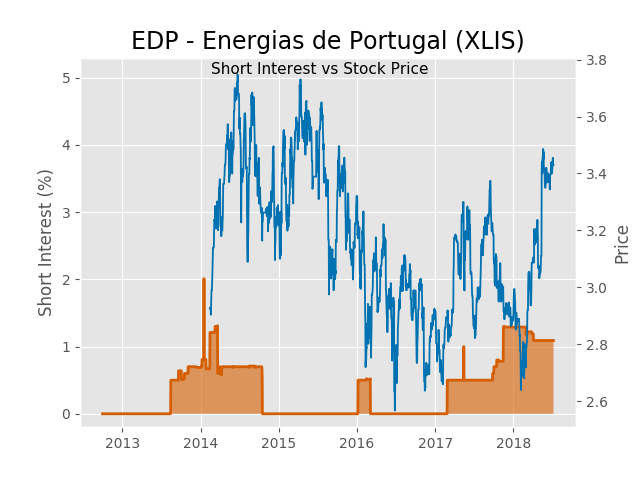 EDP - Energias de Portugal (XLIS)
Short Interest vs Stock Price
Short Interest (%)
5
4
3
2
1
0
3.8
3.6
3.4
3.2
3.0
2.8
2.6
Price
2013 2014 2015 2016 2017 2018